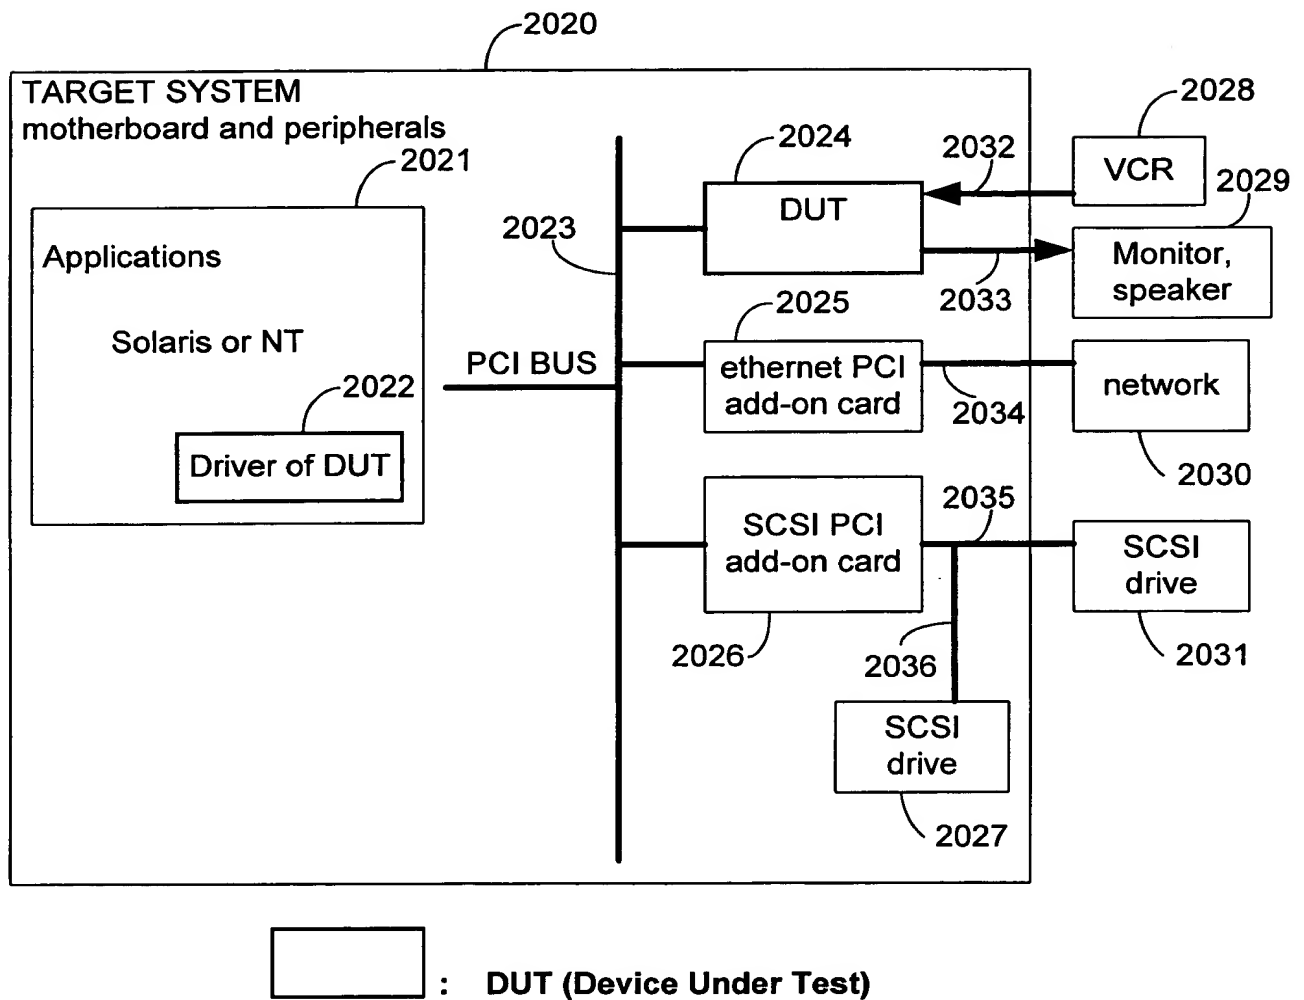 2020
TARGET SYSTEM
motherboard and peripherals
2021
Applications
Solaris or NT
2022
Driver of DUT
PCI BUS
2023
2024
DUT
2032
2028
VCR
2029
Monitor,
speaker
2033
2025
ethernet PCI
add-on card
2034
network
2030
SCSI PCI
add-on card
2035
SCSI
drive
2031
2026
2036
SCSI
drive
2027
: DUT (Device Under Test)